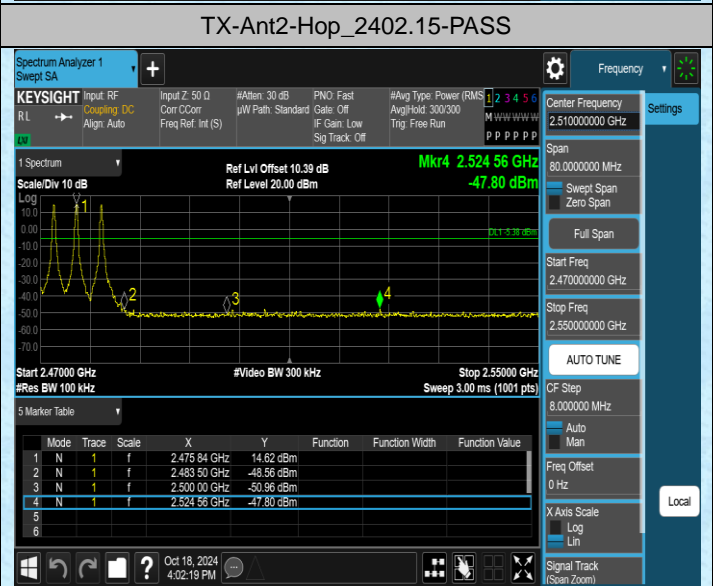 TX-Ant2-Hop_2402.15-PASS
Spectrum Analyzer 1
Swept SA
+
Frequency
KEYSIGHT
RL
LXI
Input: RF
Coupling: DC
Align: Auto
Input Z: 50 Ω
Corr CCorr
Freq Ref: Int (S)
#Atten: 30 dB
µW Path: Standard
PNO: Fast
Gate: Off
IF Gain: Low
Sig Track: Off
#Avg Type: Power (RMS
Avg|Hold: 300/300
Trig: Free Run
1 2 3 4 5 6
M W W W W W
P P P P P P
Center Frequency
2.510000000 GHz
Settings
Span
80.0000000 MHz
Swept Span
Zero Span
Full Span
Start Freq
2.470000000 GHz
Stop Freq
2.550000000 GHz
AUTO TUNE
CF Step
8.000000 MHz
Auto
Man
Freq Offset
0 Hz
X Axis Scale
Log
Lin
Local
Signal Track
(Span Zoom)
1 Spectrum
Scale/Div 10 dB
Ref Lvl Offset 10.39 dB
Ref Level 20.00 dBm
Mkr4 2.524 56 GHz
-47.80 dBm
Log
10.0
0.00
-10.0
-20.0
-30.0
-40.0
-50.0
-60.0
-70.0
1
2
3
4
DL1 -5.38 dBm
Start 2.47000 GHz
#Res BW 100 kHz
#Video BW 300 kHz
Stop 2.55000 GHz
Sweep 3.00 ms (1001 pts)
5 Marker Table
Mode Trace Scale X Y Function Function Width Function Value
1 N 1 f 2.475 84 GHz 14.62 dBm
2 N 1 f 2.483 50 GHz -48.56 dBm
3 N 1 f 2.500 00 GHz -50.96 dBm
4 N 1 f 2.524 56 GHz -47.80 dBm
5
6
?
Oct 18, 2024
4:02:19 PM